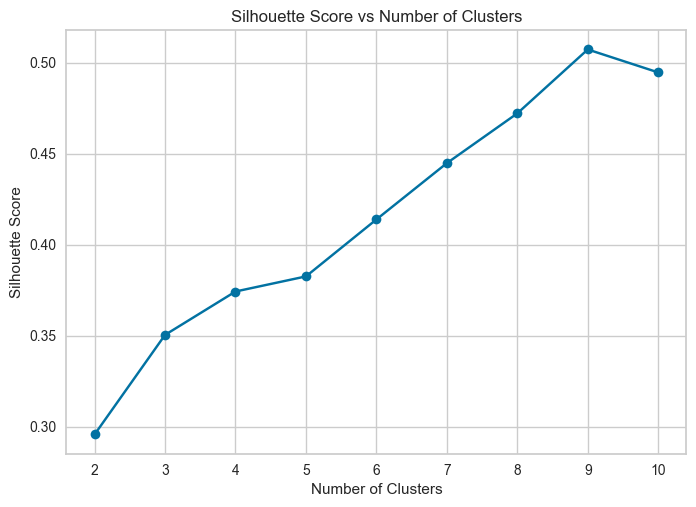 Silhouette Score vs Number of Clusters
Silhouette Score
0.50
0.45
0.40
0.35
0.30
2 3 4 5 6 7 8 9 10
Number of Clusters